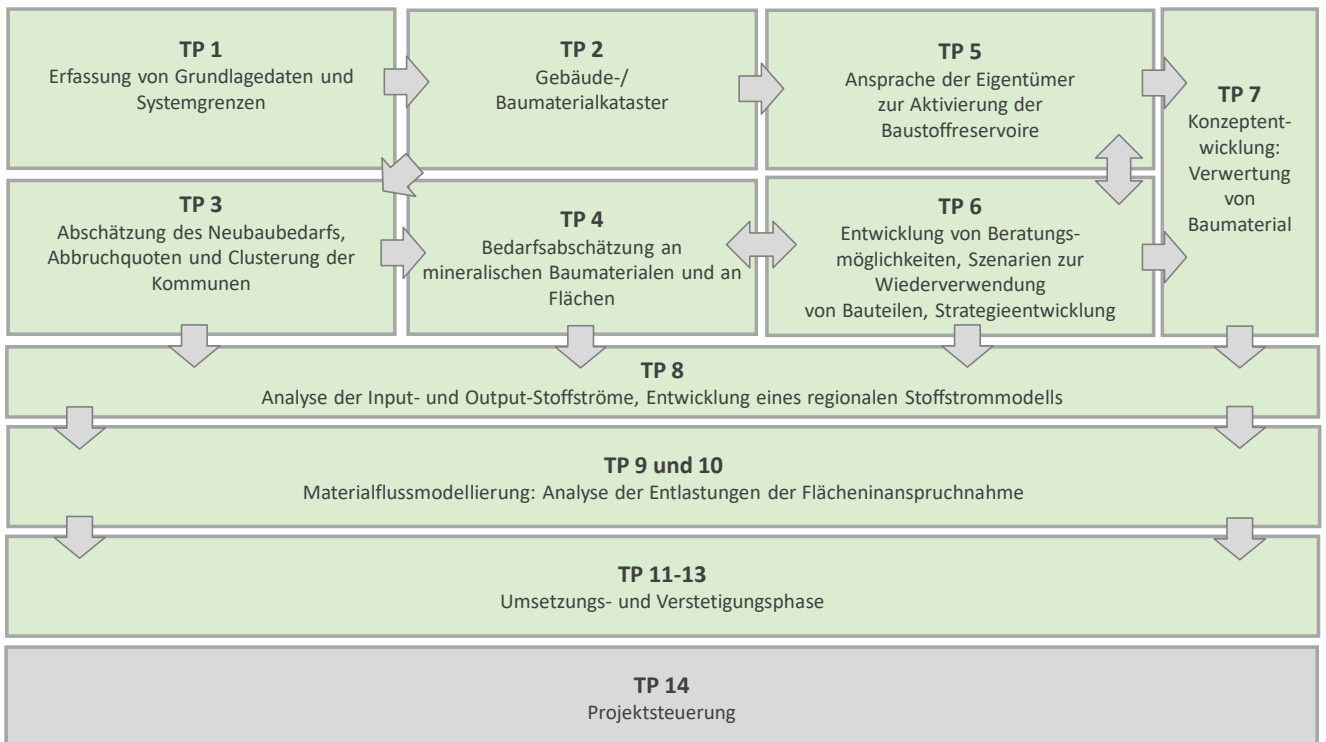 TP 1
Erfassung von Grundlagedaten und
Systemgrenzen
TP 2
Gebäude-/
Baumaterialkataster
TP 5
Ansprache der Eigentümer
zur Aktivierung der
Baustoffreservoire
TP 7
Konzeptent-
wicklung:
Verwertung
von
Baumaterial
TP 3
Abschätzung des Neubaubedarfs,
Abbruchquoten und Clusterung der
Kommunen
TP 4
Bedarfsabschätzung an
mineralischen Baumaterialen und an
Flächen
TP 6
Entwicklung von Beratungs-
möglichkeiten, Szenarien zur
Wiederverwendung
von Bauteilen, Strategieentwicklung
TP 8
Analyse der Input- und Output-Stoffströme, Entwicklung eines regionalen Stoffstrommodells
TP 9 und 10
Materialflussmodellierung: Analyse der Entlastungen der Flächeninanspruchnahme
TP 11-13
Umsetzungs- und Verstetigungsphase
TP 14
Projektsteuerung